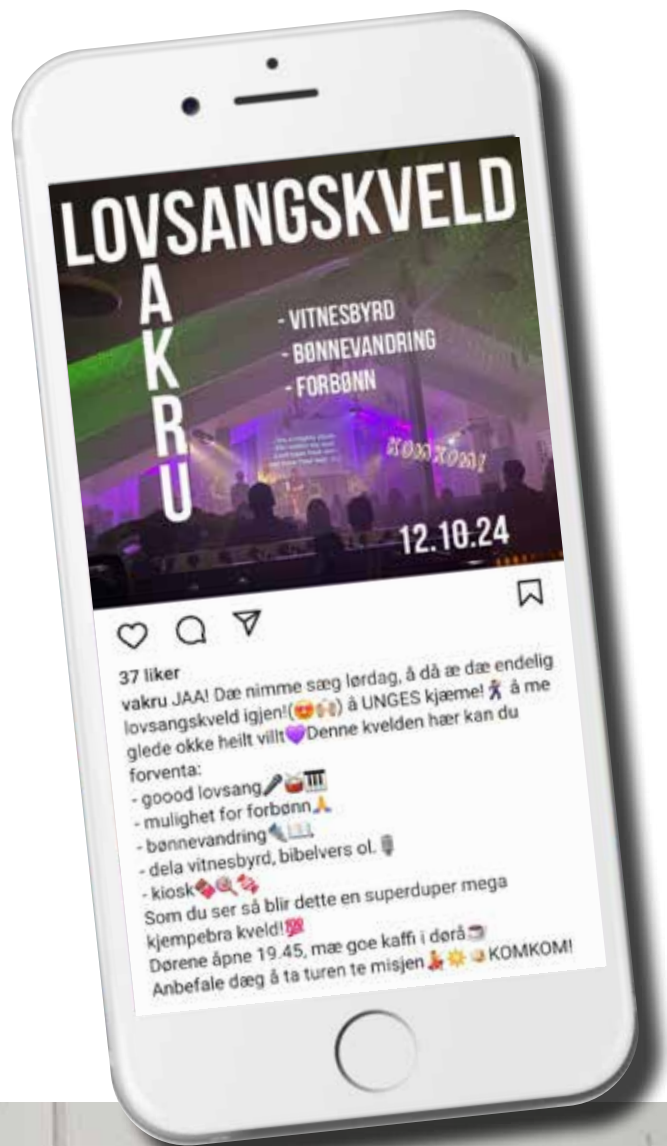 LOVSANGSKVELD
VAKRU
- VITNESBYRD
- BØNNEVANDRING
- FORBØNN
KOM KOM!
12.10.24
37 liker
vakru JAA! Dæ nimme sæg lørdag, å då æ dæ endelig
lovsangskveld igjen!(😍🙌🏼) å UNGES kjæme! 🕺 å me
glede okke heilt villt💜Denne kvelden hær kan du
forventa:
- goood lovsang🎤🥁🎹
- mulighet for forbønn🙏
- bønnevandring🔦📖
- dela vitnesbyrd, bibelvers ol.🎙️
- kiosk🍫🍭🍬
Som du ser så blir dette en superduper mega
kjempebra kveld!💯
Dørene åpne 19.45, mæ goe kaffi i dørå☕
Anbefale dæg å ta turen te misjen KOMKOM!